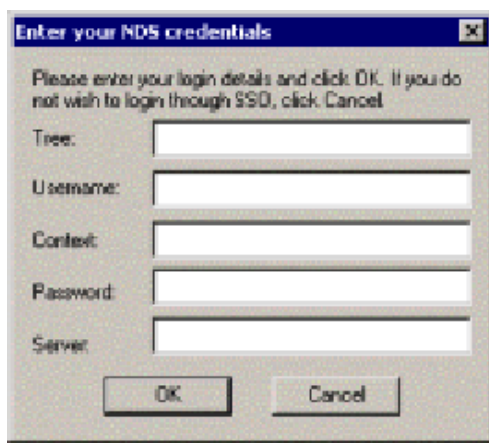 Enter your NDS credentials
Please enter your login details and click OK. If you do
not wish to login through SSO, click Cancel.
Tree:
Username:
Context:
Password:
Server:
OK
Cancel